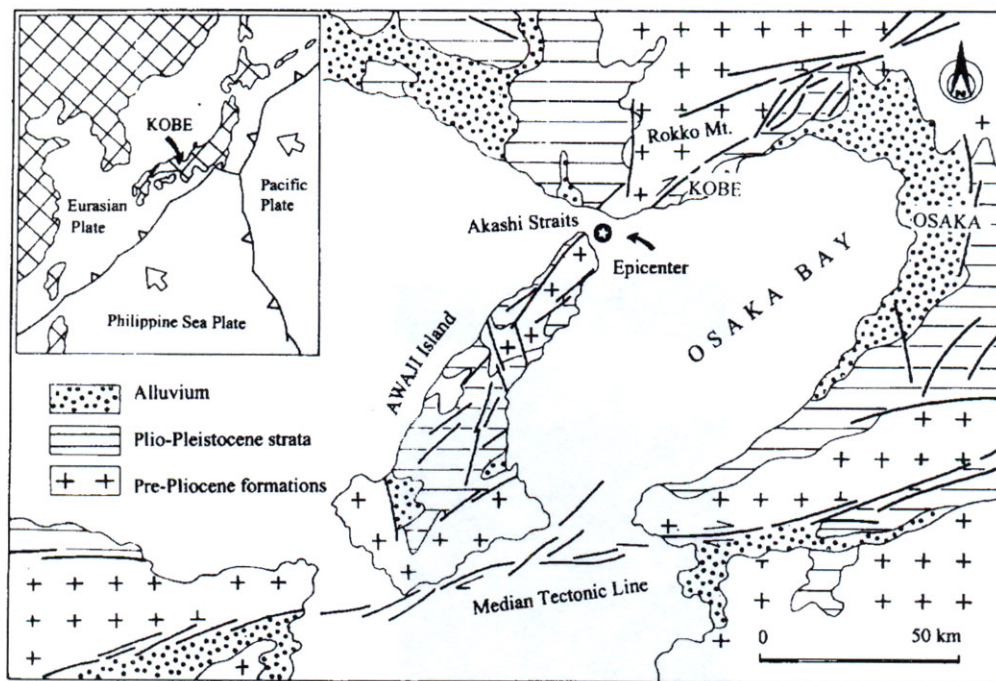 KOBE
Eurasian
Plate
Pacific
Plate
Philippine Sea Plate
N
Rokko Mt.
KOBE
Akashi Straits
Epicenter
OSAKA
OSAKA BAY
AWAJI Island
Alluvium
Plio-Pleistocene strata
Pre-Pliocene formations
Median Tectonic Line
0 50 km